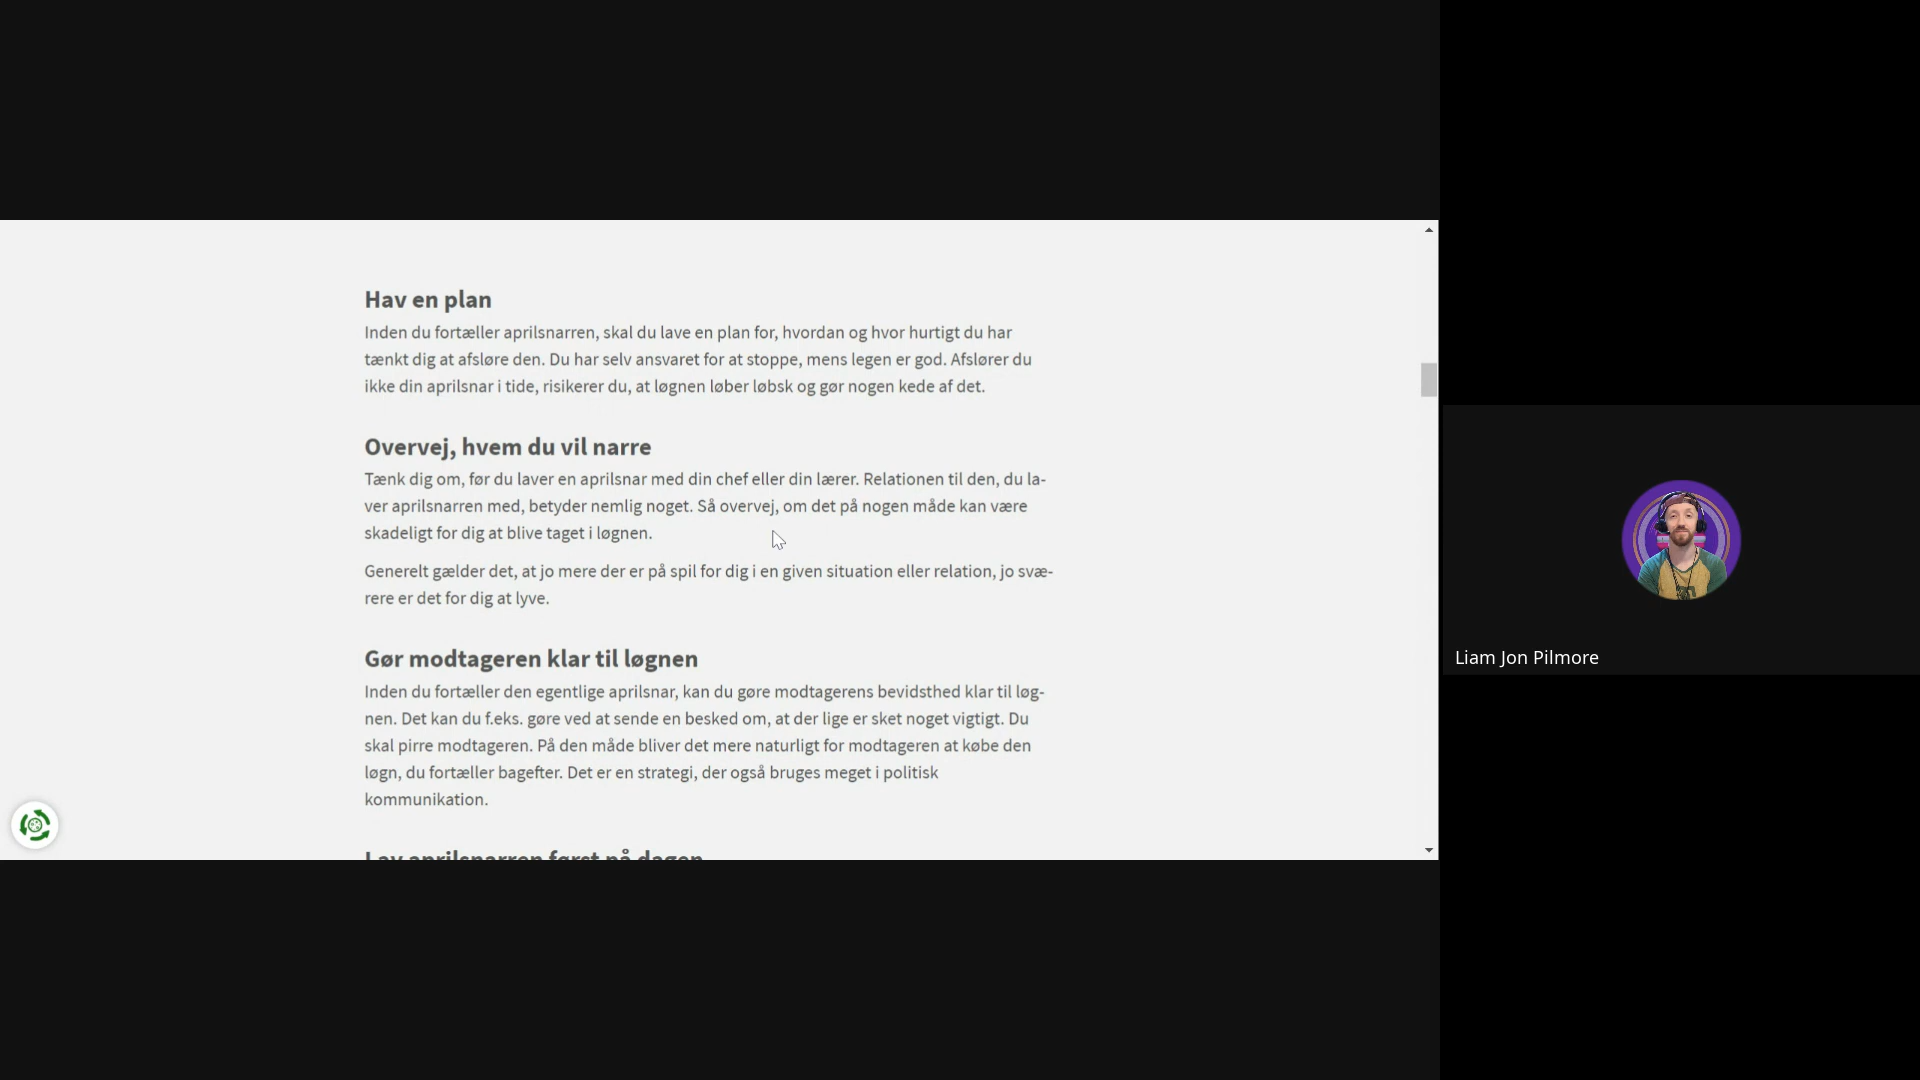 Hav en plan
Inden du fortæller aprilsnarren, skal du lave en plan for, hvordan og hvor hurtigt du har
tænkt dig at afsløre den. Du har selv ansvaret for at stoppe, mens legen er god. Afslører du
ikke din aprilsnar i tide, risikerer du, at løgnen løber løbsk og gør nogen kede af det.
Overvej, hvem du vil narre
Tænk dig om, før du laver en aprilsnar med din chef eller din lærer. Relationen til den, du la-
ver aprilsnarren med, betyder nemlig noget. Så overvej, om det på nogen måde kan være
skadeligt for dig at blive taget i løgnen.
Generelt gælder det, at jo mere der er på spil for dig i en given situation eller relation, jo svæ-
rere er det for dig at lyve.
Gør modtageren klar til løgnen
Inden du fortæller den egentlige aprilsnar, kan du gøre modtagerens bevidsthed klar til løg-
nen. Det kan du f.eks. gøre ved at sende en besked om, at der lige er sket noget vigtigt. Du
skal pirre modtageren. På den måde bliver det mere naturligt for modtageren at købe den
løgn, du fortæller bagefter. Det er en strategi, der også bruges meget i politisk
kommunikation.
Lav aprilsnarren først på dagen
Liam Jon Pilmore